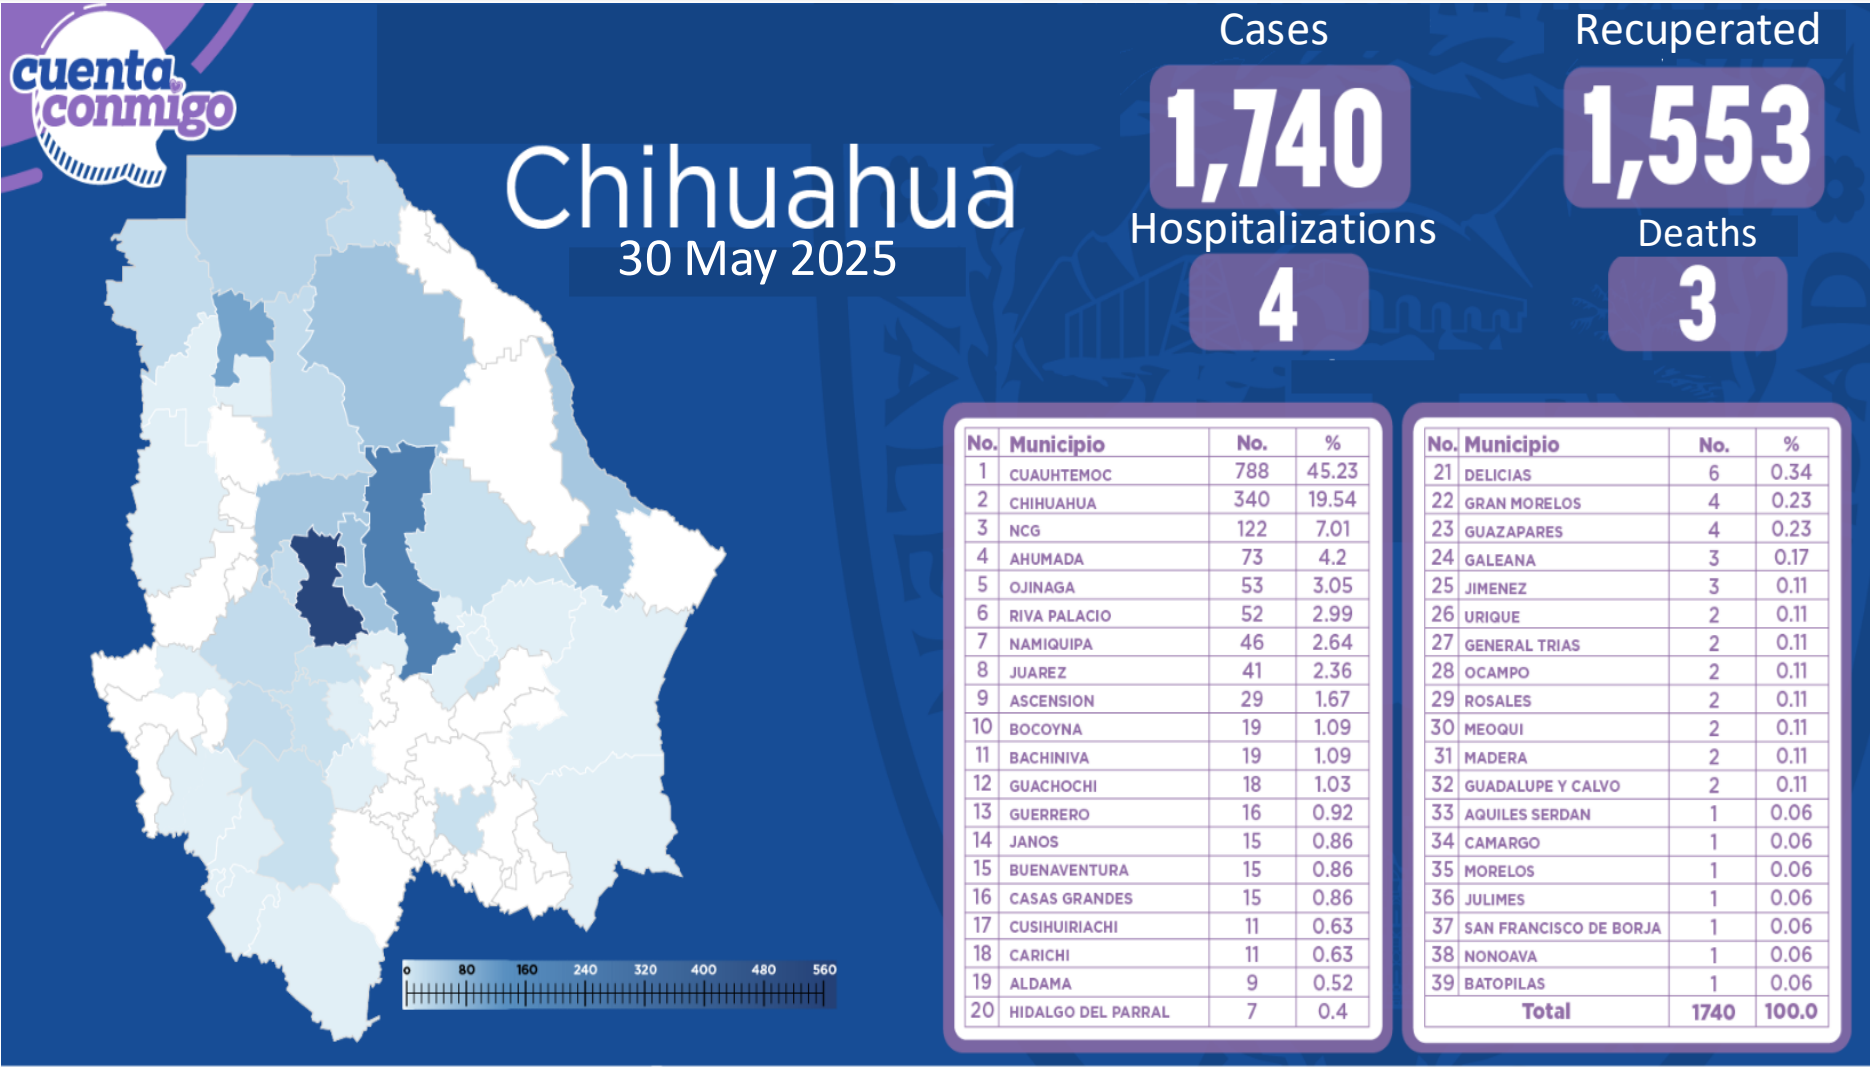 cuenta
conmigo
Chihuahua
30 May 2025
Cases
1,740
Recuperated
1,553
Hospitalizations
4
Deaths
3
0 80 160 240 320 400 480 560
No. Municipio No. %
1 CUAUHTEMOC 788 45.23
2 CHIHUAHUA 340 19.54
3 NCG 122 7.01
4 AHUMADA 73 4.2
5 OJINAGA 53 3.05
6 RIVA PALACIO 52 2.99
7 NAMIQUIPA 46 2.64
8 JUAREZ 41 2.36
9 ASCENSION 29 1.67
10 BOCOYNA 19 1.09
11 BACHINIVA 19 1.09
12 GUACHOCHI 18 1.03
13 GUERRERO 16 0.92
14 JANOS 15 0.86
15 BUENAVENTURA 15 0.86
16 CASAS GRANDES 15 0.86
17 CUSIHUIRIACHI 11 0.63
18 CARICHI 11 0.63
19 ALDAMA 9 0.52
20 HIDALGO DEL PARRAL 7 0.4
No. Municipio No. %
21 DELICIAS 6 0.34
22 GRAN MORELOS 4 0.23
23 GUAZAPARES 4 0.23
24 GALEANA 3 0.17
25 JIMENEZ 3 0.11
26 URIQUE 2 0.11
27 GENERAL TRIAS 2 0.11
28 OCAMPO 2 0.11
29 ROSALES 2 0.11
30 MEOQUI 2 0.11
31 MADERA 2 0.11
32 GUADALUPE Y CALVO 2 0.11
33 AQUILES SERDAN 1 0.06
34 CAMARGO 1 0.06
35 MORELOS 1 0.06
36 JULIMES 1 0.06
37 SAN FRANCISCO DE BORJA 1 0.06
38 NONOAVA 1 0.06
39 BATOPILAS 1 0.06
Total 1740 100.0